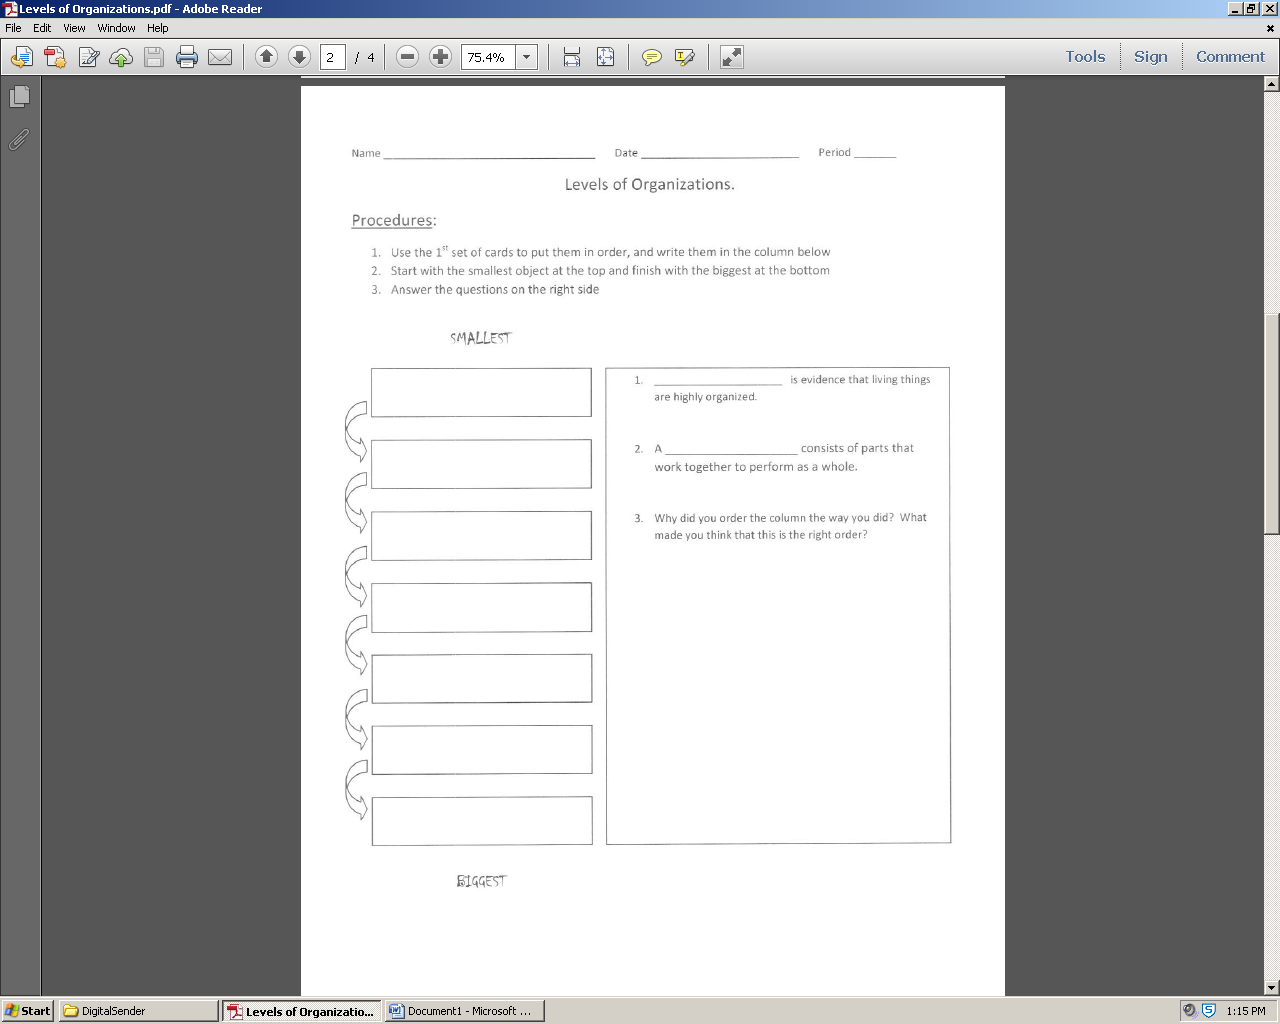 Levels of Organizations.pdf - Adobe Reader
File Edit View Window Help
2 / 4 75.4% Tools Sign Comment
Name ____________________ Date ____________________ Period ______
Levels of Organizations.
Procedures:
1. Use the 1st set of cards to put them in order, and write them in the column below
2. Start with the smallest object at the top and finish with the biggest at the bottom
3. Answer the questions on the right side
SMALLEST
1. ____________________ is evidence that living things
are highly organized.
2. A ____________________ consists of parts that
work together to perform as a whole.
3. Why did you order the column the way you did? What
made you think that this is the right order?
BIGGEST
Start DigitalSender Levels of Organizatio... Document1 - Microsoft ... 1:15 PM